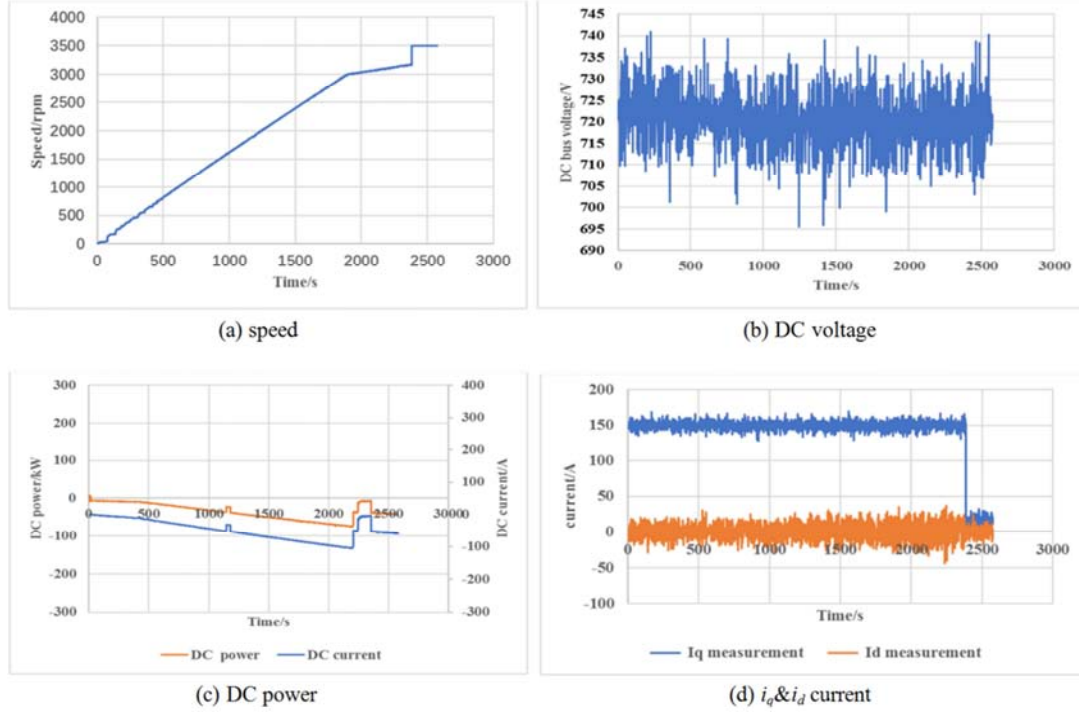 4000
3500
3000
2500
2000
1500
1000
500
0
Speed/rpm
0 500 1000 1500 2000 2500 3000
Time/s
(a) speed
745
740
735
730
725
720
715
710
705
700
695
690
DC bus voltage/V
0 500 1000 1500 2000 2500 3000
Time/s
(b) DC voltage
300
200
100
0
-100
-200
-300
DC power/kW
400
300
200
100
0
-100
-200
-300
DC current/A
0 500 1000 1500 2000 2500 3000
Time/s
DC power DC current
(c) DC power
200
150
100
50
0
-50
-100
current/A
0 500 1000 1500 2000 2500 3000
Time/s
Iq measurement Id measurement
(d) iq&id current